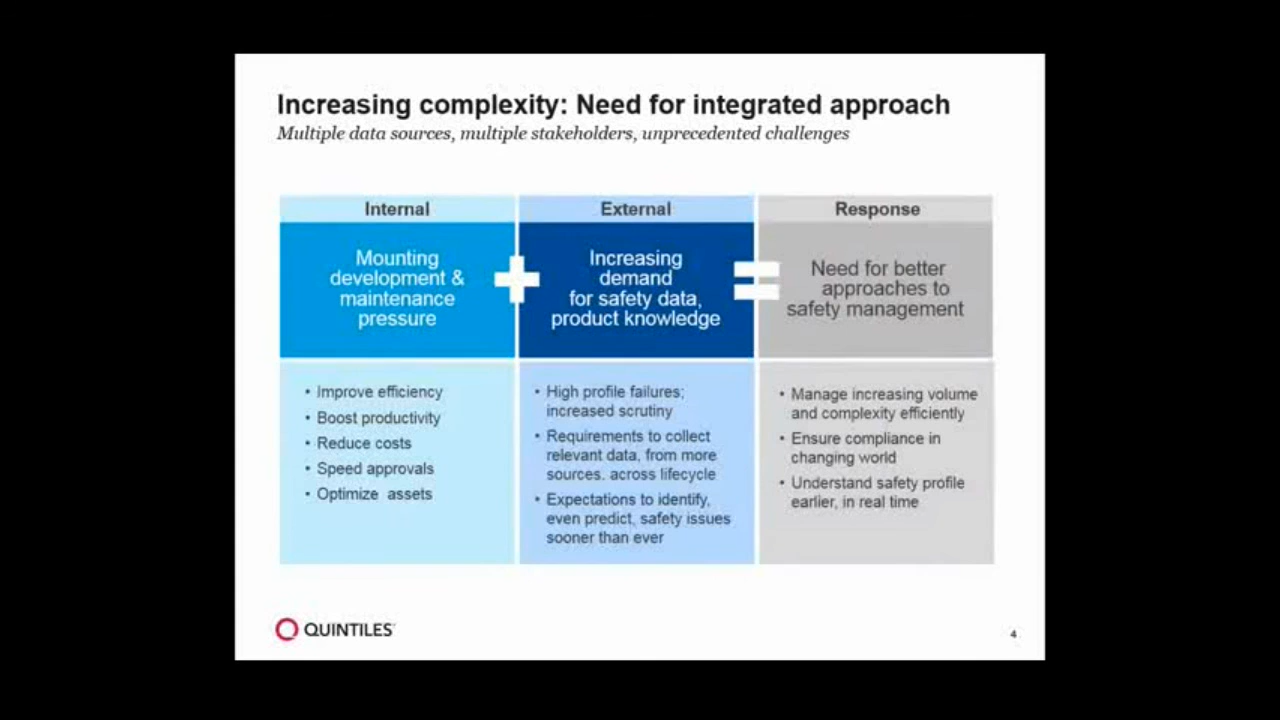 Increasing complexity: Need for integrated approach
Multiple data sources, multiple stakeholders, unprecedented challenges
Internal
Mounting
development &
maintenance
pressure
• Improve efficiency
• Boost productivity
• Reduce costs
• Speed approvals
• Optimize assets
External
Increasing
demand
for safety data,
product knowledge
• High profile failures;
increased scrutiny
• Requirements to collect
relevant data, from more
sources. across lifecycle
• Expectations to identify,
even predict, safety issues
sooner than ever
Response
Need for better
approaches to
safety management
• Manage increasing volume
and complexity efficiently
• Ensure compliance in
changing world
• Understand safety profile
earlier, in real time
QUINTILES
4